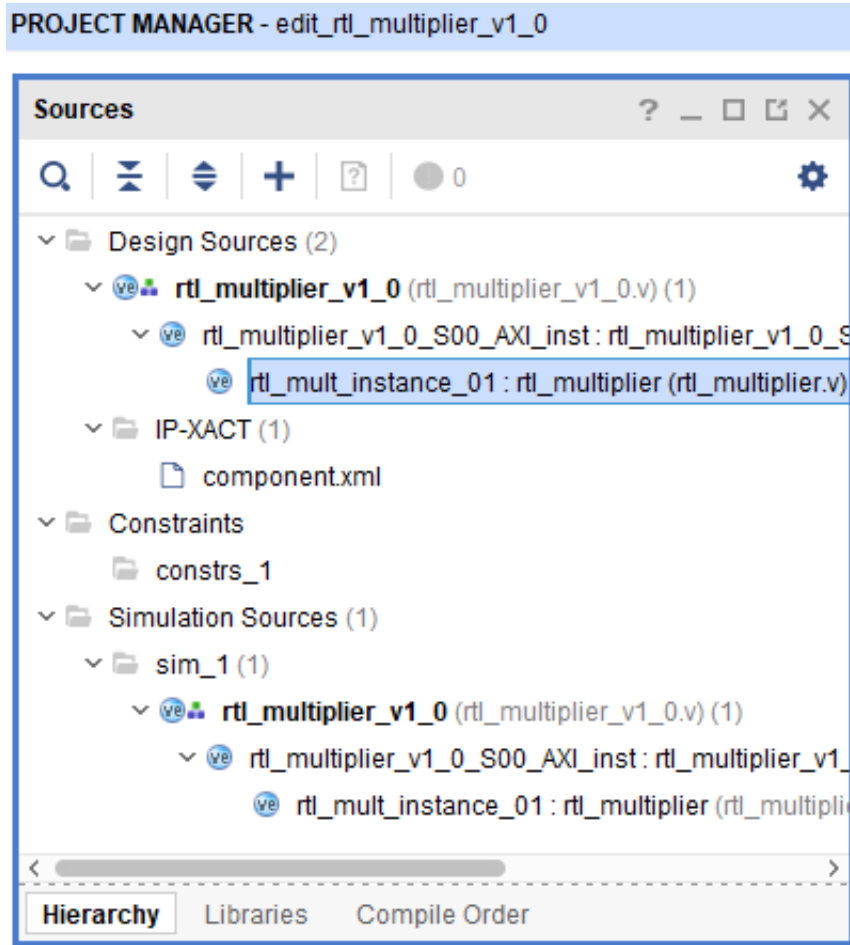 PROJECT MANAGER - edit_rtl_multiplier_v1_0
Sources
0
Design Sources (2)
rtl_multiplier_v1_0 (rtl_multiplier_v1_0.v) (1)
rtl_multiplier_v1_0_S00_AXI_inst : rtl_multiplier_v1_0_S
rtl_mult_instance_01 : rtl_multiplier (rtl_multiplier.v)
IP-XACT (1)
component.xml
Constraints
constrs_1
Simulation Sources (1)
sim_1 (1)
rtl_multiplier_v1_0 (rtl_multiplier_v1_0.v) (1)
rtl_multiplier_v1_0_S00_AXI_inst : rtl_multiplier_v1_
rtl_mult_instance_01 : rtl_multiplier (rtl_multiplie
Hierarchy Libraries Compile Order